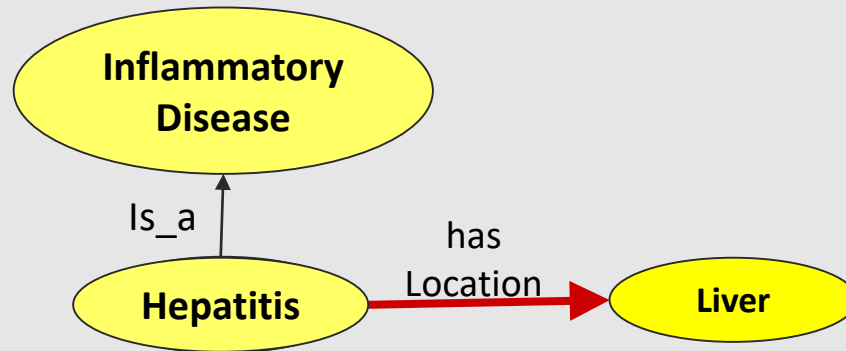 Inflammatory
Disease
Is_a
has
Location
Hepatitis
Liver